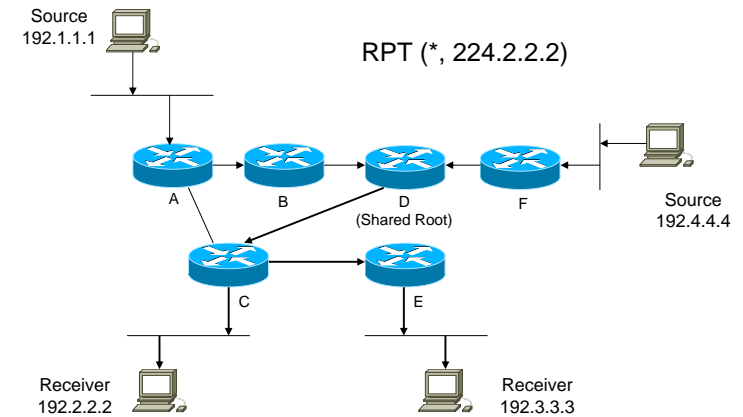 Source
192.1.1.1
RPT (*, 224.2.2.2)
A
B
D
(Shared Root)
F
Source
192.4.4.4
C
E
Receiver
192.2.2.2
Receiver
192.3.3.3